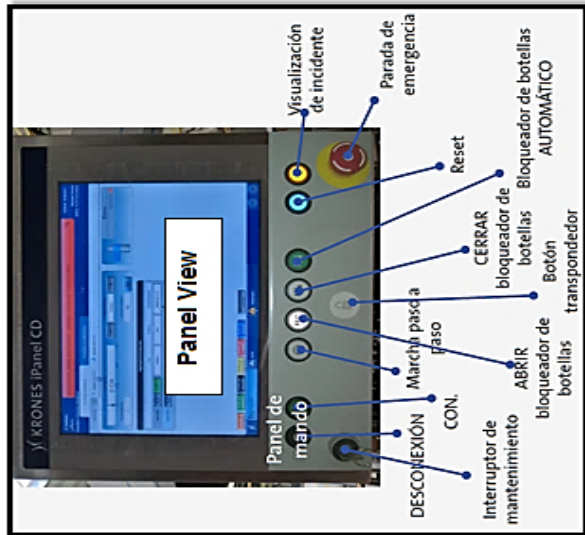 KRONES iPanel CD
Panel View
Panel de
mando
DESCONEXIÓN
CON.
Interruptor de
mantenimiento
Marcha paso a
paso
ABRIR
bloqueador de
botellas
Botón
transpondedor
CERRAR
bloqueador de
botellas
Bloqueador de botellas
AUTOMÁTICO
Reset
Visualización
de incidente
Parada de
emergencia